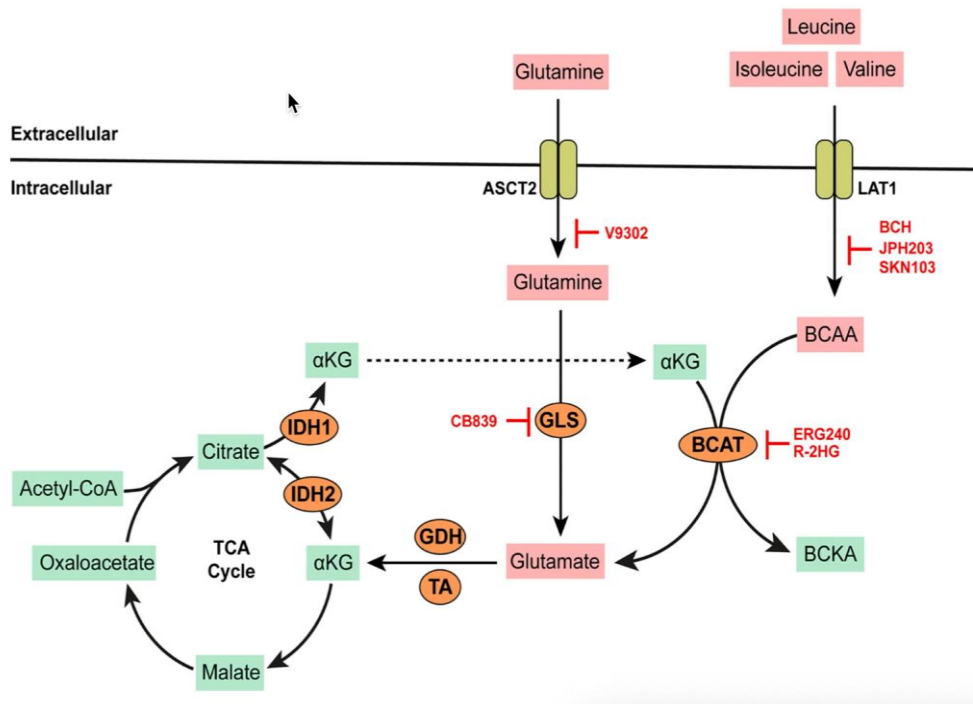 Leucine
Glutamine
Isoleucine
Valine
Extracellular
Intracellular
ASCT2
LAT1
V9302
BCH
JPH203
SKN103
Glutamine
BCAA
αKG
αKG
CB839
GLS
IDH1
BCAT
ERG240
R-2HG
Citrate
Acetyl-CoA
IDH2
GDH
TCA
Cycle
Oxaloacetate
αKG
TA
Glutamate
BCKA
Malate